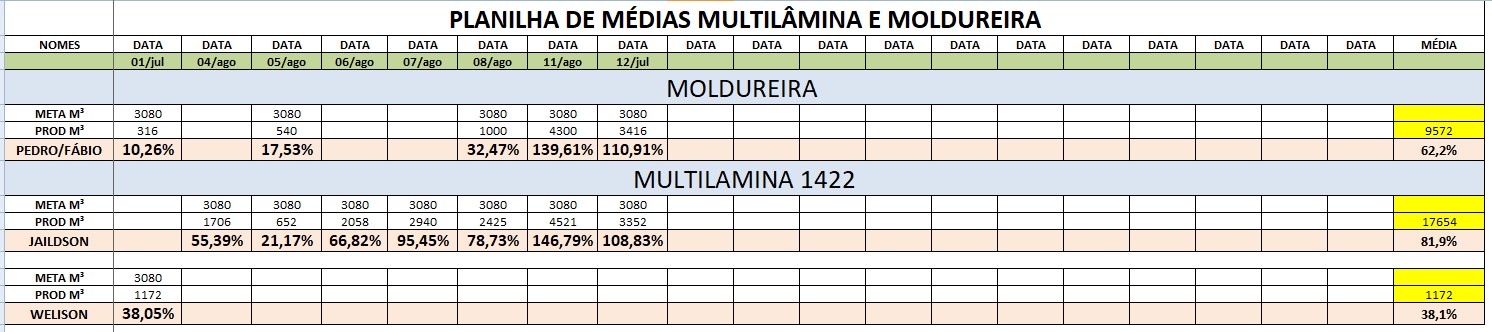 PLANILHA DE MÉDIAS MULTILÂMINA E MOLDUREIRA
NOMES DATA DATA DATA DATA DATA DATA DATA DATA DATA DATA DATA DATA DATA DATA DATA DATA DATA DATA MÉDIA
01/jul 04/ago 05/ago 06/ago 07/ago 08/ago 11/ago 12/jul
MOLDUREIRA
META M³ 3080 3080 3080 3080 3080
PROD M³ 316 540 1000 4300 3416 9572
PEDRO/FÁBIO 10,26% 17,53% 32,47% 139,61% 110,91% 62,2%
MULTILAMINA 1422
META M³ 3080 3080 3080 3080 3080 3080 3080
PROD M³ 1706 652 2058 2940 2425 4521 3352 17654
JAILDSON 55,39% 21,17% 66,82% 95,45% 78,73% 146,79% 108,83% 81,9%
META M³ 3080
PROD M³ 1172 1172
WELISON 38,05% 38,1%